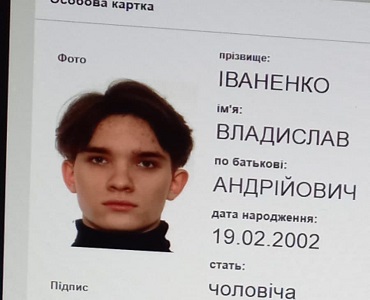 Особова картка
Фото
прізвище:
ІВАНЕНКО
ім'я:
ВЛАДИСЛАВ
по батькові:
АНДРІЙОВИЧ
дата народження:
19.02.2002
стать:
чоловіча
Підпис